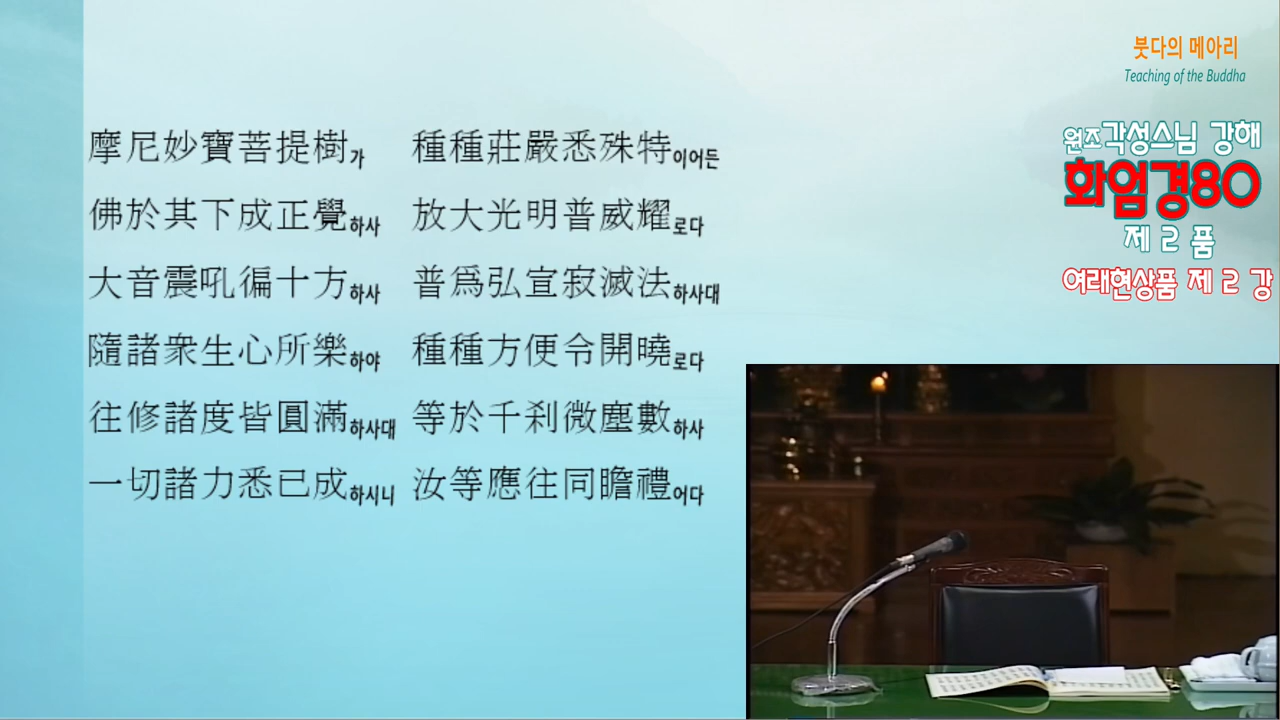 摩尼妙寶菩提樹가 種種莊嚴悉殊特이어든
佛於其下成正覺하사 放大光明普威耀로다
大音震吼徧十方하사 普爲弘宣寂滅法하사대
隨諸衆生心所樂하야 種種方便令開曉로다
往修諸度皆圓滿하사대 等於千刹微塵數하사
一切諸力悉已成하시니 汝等應往同瞻禮어다
붓다의 메아리
Teaching of the Buddha
원조각성스님 강해
화엄경80
제 2 품
여래현상품 제 2 강